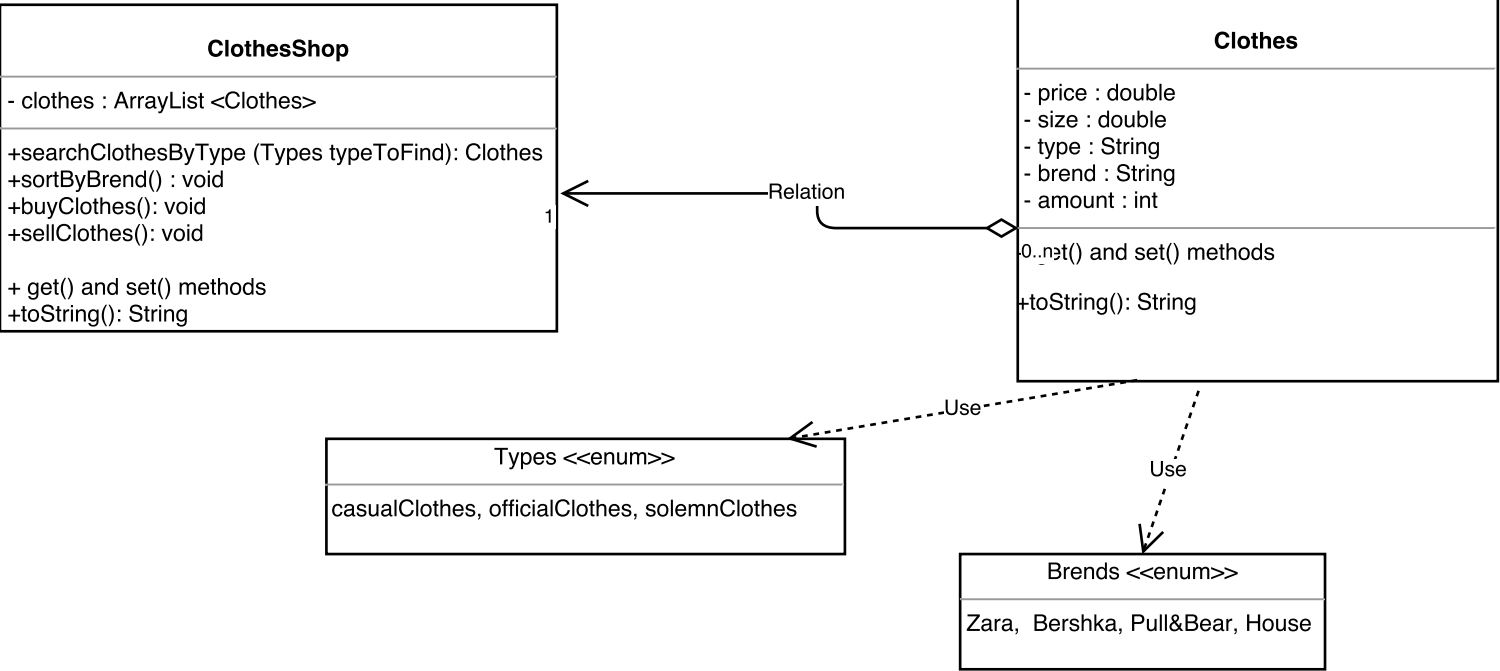 ClothesShop
- clothes : ArrayList <Clothes>
+searchClothesByType (Types typeToFind): Clothes
+sortByBrend() : void
+buyClothes(): void
+sellClothes(): void
+ get() and set() methods
+toString(): String
1
Relation
Clothes
- price : double
- size : double
- type : String
- brend : String
- amount : int
0..n
et() and set() methods
+toString(): String
Use
Use
Types <<enum>>
casualClothes, officialClothes, solemnClothes
Brends <<enum>>
Zara,  Bershka, Pull&Bear, House